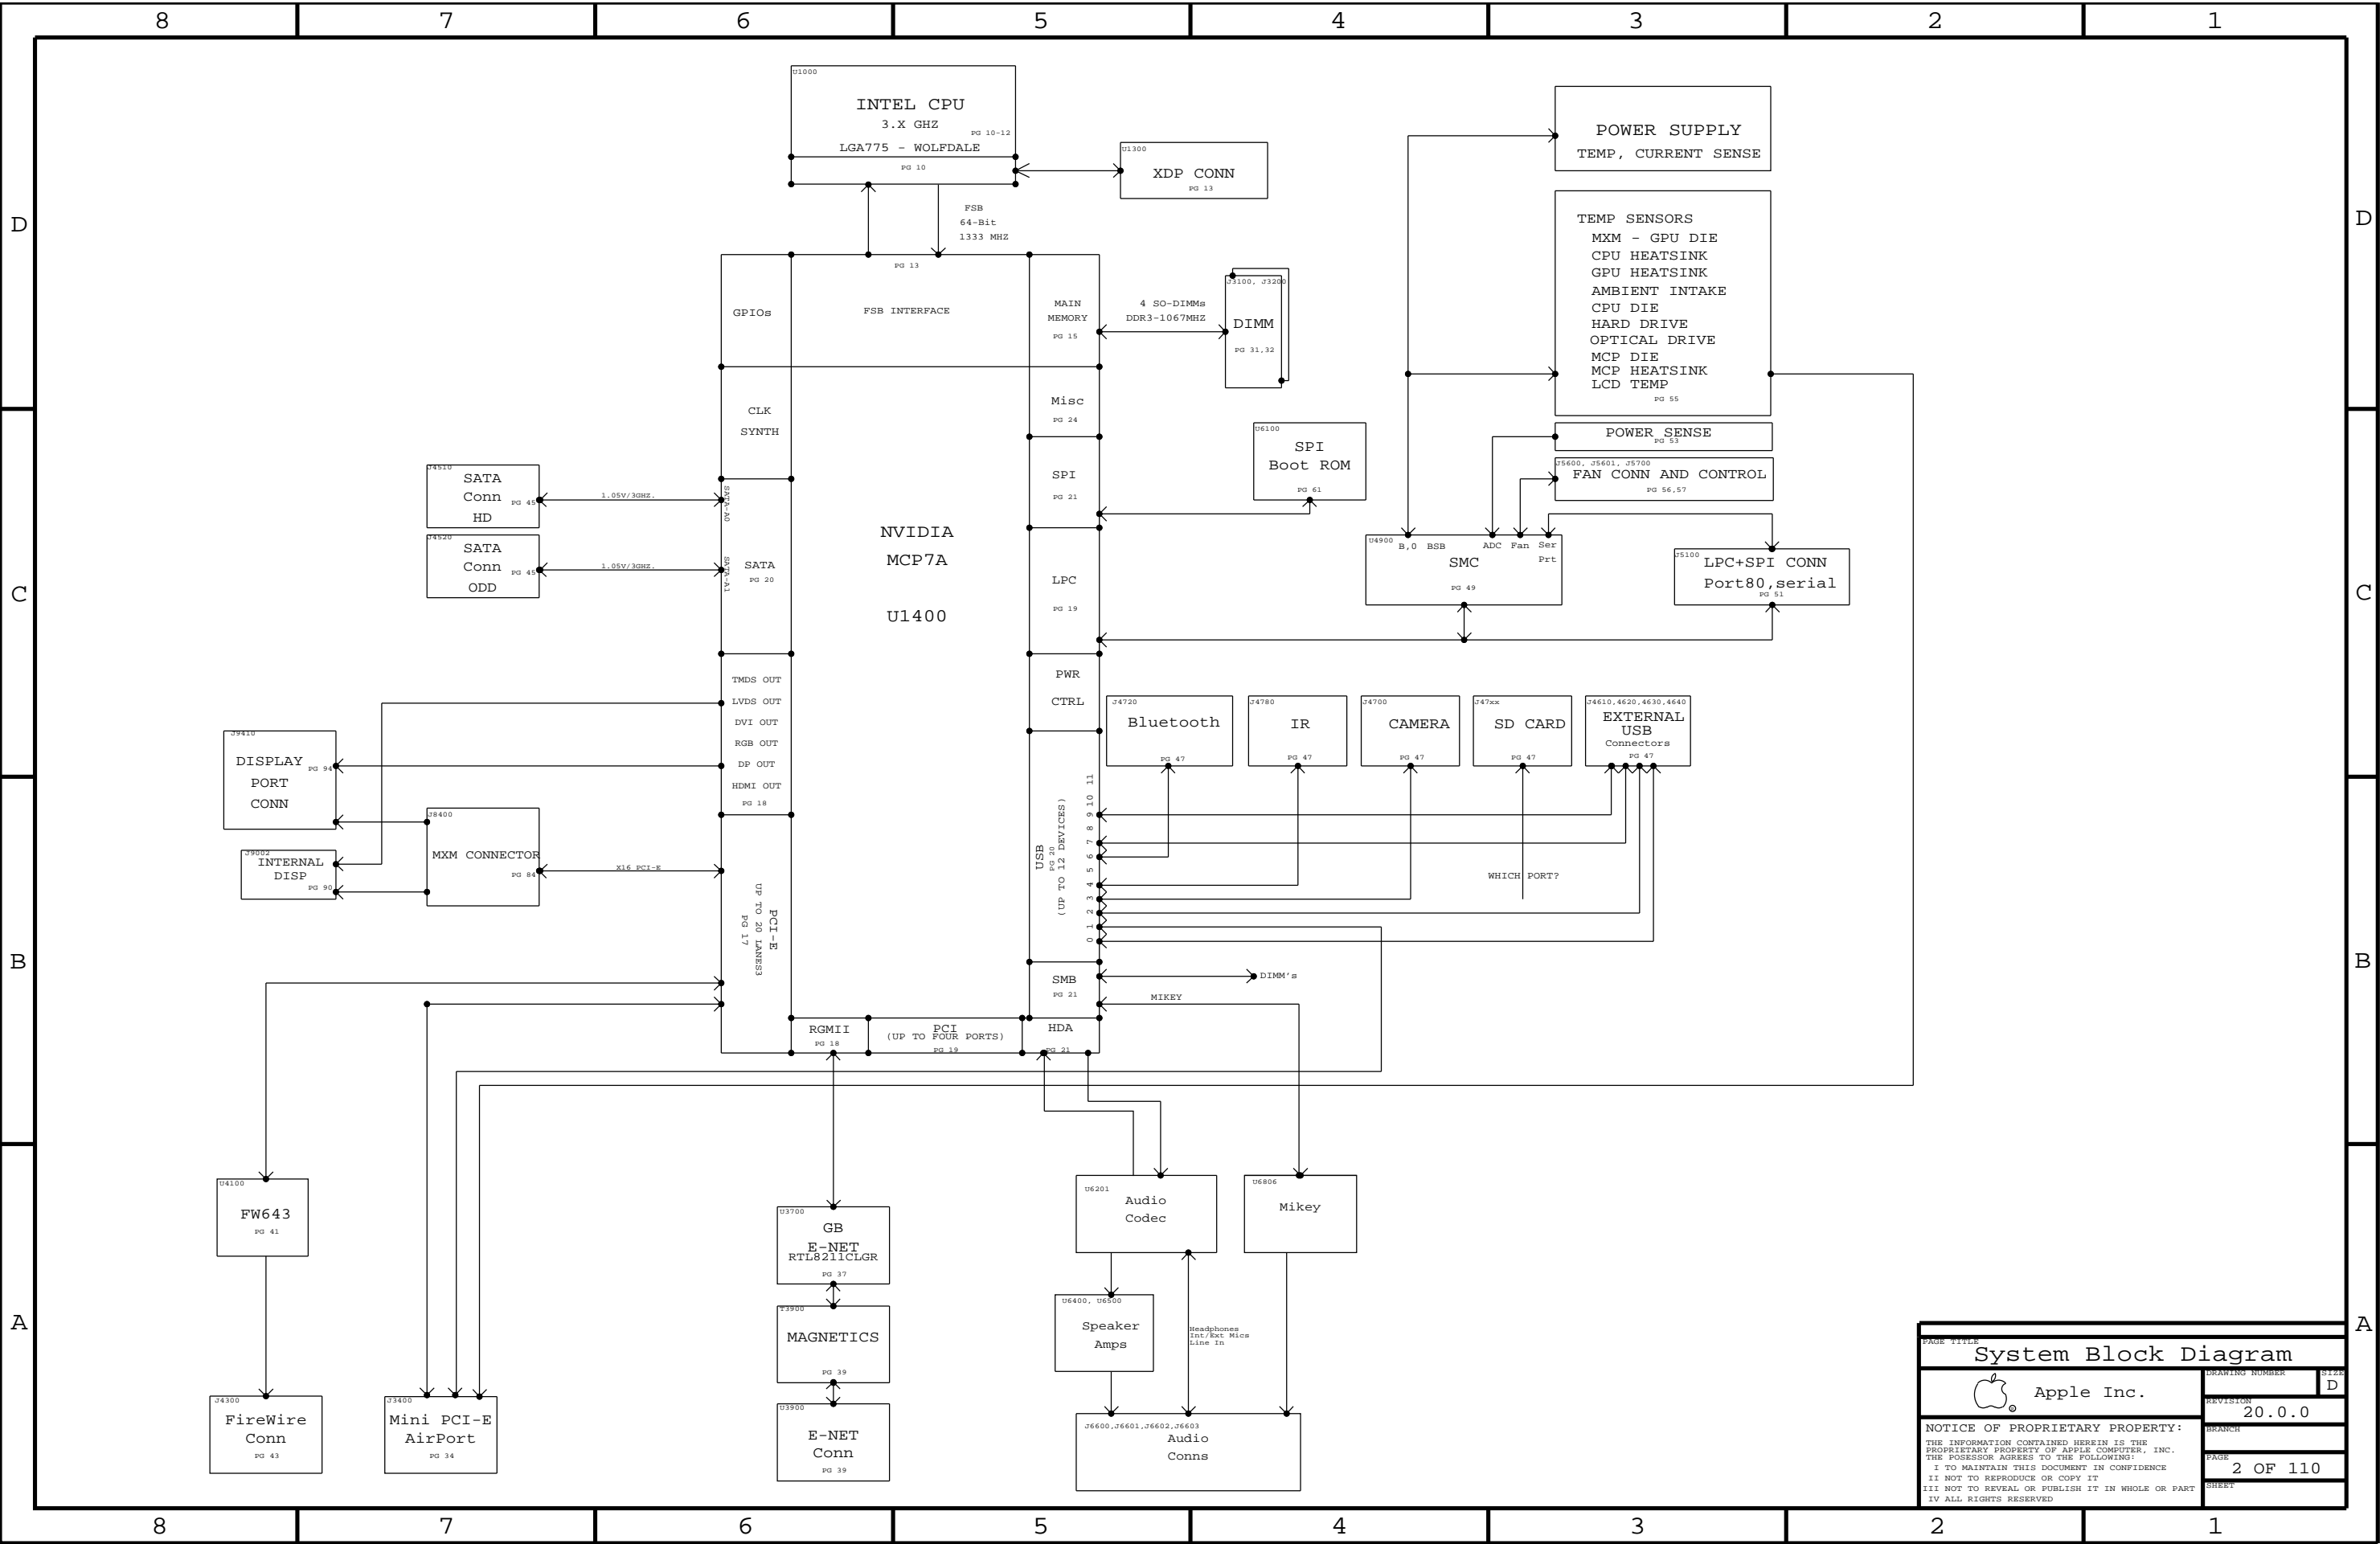 8 7 6 5 4 3 2 1
D
C
B
A
D
C
B
A
U1000
INTEL CPU
3.X GHZ
PG 10-12
LGA775 - WOLFDALE
PG 10
U1300
XDP CONN
PG 13
FSB
64-Bit
1333 MHZ
POWER SUPPLY
TEMP, CURRENT SENSE
TEMP SENSORS
MXM - GPU DIE
CPU HEATSINK
GPU HEATSINK
AMBIENT INTAKE
CPU DIE
HARD DRIVE
OPTICAL DRIVE
MCP DIE
MCP HEATSINK
LCD TEMP
PG 55
POWER SENSE
PG 53
J5600, J5601, J5700
FAN CONN AND CONTROL
PG 56,57
PG 13
GPIOs
FSB INTERFACE
MAIN
MEMORY
PG 15
4 SO-DIMMs
DDR3-1067MHZ
J3100, J3200
DIMM
PG 31,32
CLK
SYNTH
Misc
PG 24
SPI
PG 21
U6100
SPI
Boot ROM
PG 61
J4510
SATA
Conn
PG 45
HD
1.05V/3GHZ.
SATA-A0
J4520
SATA
Conn
PG 45
ODD
1.05V/3GHZ.
SATA-A1
SATA
PG 20
NVIDIA
MCP7A
U1400
LPC
PG 19
U4900
B,0 BSB
ADC Fan Ser
Prt
SMC
PG 49
J5100
LPC+SPI CONN
Port80,serial
PG 51
PWR
CTRL
TMDS OUT
LVDS OUT
DVI OUT
RGB OUT
DP OUT
HDMI OUT
PG 18
J4720
Bluetooth
PG 47
J4780
IR
PG 47
J4700
CAMERA
PG 47
J47xx
SD CARD
PG 47
J4610,4620,4630,4640
EXTERNAL
USB
Connectors
PG 47
J9410
DISPLAY
PG 94
PORT
CONN
J8400
MXM CONNECTOR
PG 84
J9002
INTERNAL
DISP
PG 90
X16 PCI-E
PCI-E
UP TO 20 LANES3
PG 17
USB
PG 20
(UP TO 12 DEVICES)
0 1 2 3 4 5 6 7 8 9 10 11
WHICH PORT?
SMB
PG 21
DIMM's
MIKEY
RGMII
PG 18
PCI
(UP TO FOUR PORTS)
PG 19
HDA
PG 21
U4100
FW643
PG 41
U3700
GB
E-NET
RTL8211CLGR
PG 37
T3900
MAGNETICS
PG 39
U3900
E-NET
Conn
PG 39
U6201
Audio
Codec
U6806
Mikey
U6400, U6500
Speaker
Amps
Headphones
Int/Ext Mics
Line In
J6600,J6601,J6602,J6603
Audio
Conns
J4300
FireWire
Conn
PG 43
J3400
Mini PCI-E
AirPort
PG 34
PAGE TITLE
System Block Diagram
Apple Inc.
R
DRAWING NUMBER
SIZE
D
REVISION
20.0.0
BRANCH
PAGE
2 OF 110
SHEET
NOTICE OF PROPRIETARY PROPERTY:
THE INFORMATION CONTAINED HEREIN IS THE
PROPRIETARY PROPERTY OF APPLE COMPUTER, INC.
THE POSESSOR AGREES TO THE FOLLOWING:
I TO MAINTAIN THIS DOCUMENT IN CONFIDENCE
II NOT TO REPRODUCE OR COPY IT
III NOT TO REVEAL OR PUBLISH IT IN WHOLE OR PART
IV ALL RIGHTS RESERVED
8 7 6 5 4 3 2 1